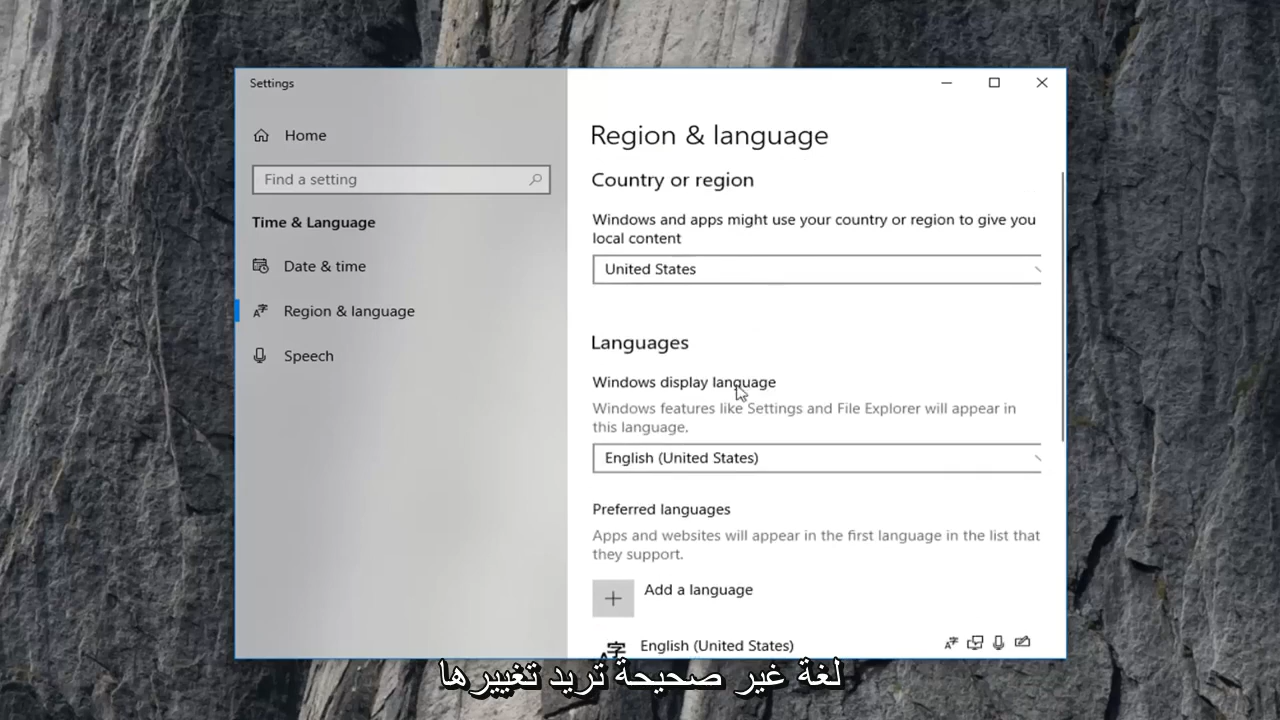 Settings
Home
Find a setting
Time & Language
Date & time
Region & language
Speech
Region & language
Country or region
Windows and apps might use your country or region to give you
local content
United States
Languages
Windows display language
Windows features like Settings and File Explorer will appear in
this language.
English (United States)
Preferred languages
Apps and websites will appear in the first language in the list that
they support.
Add a language
English (United States)
لغة غير صحيحة تريد تغييرها